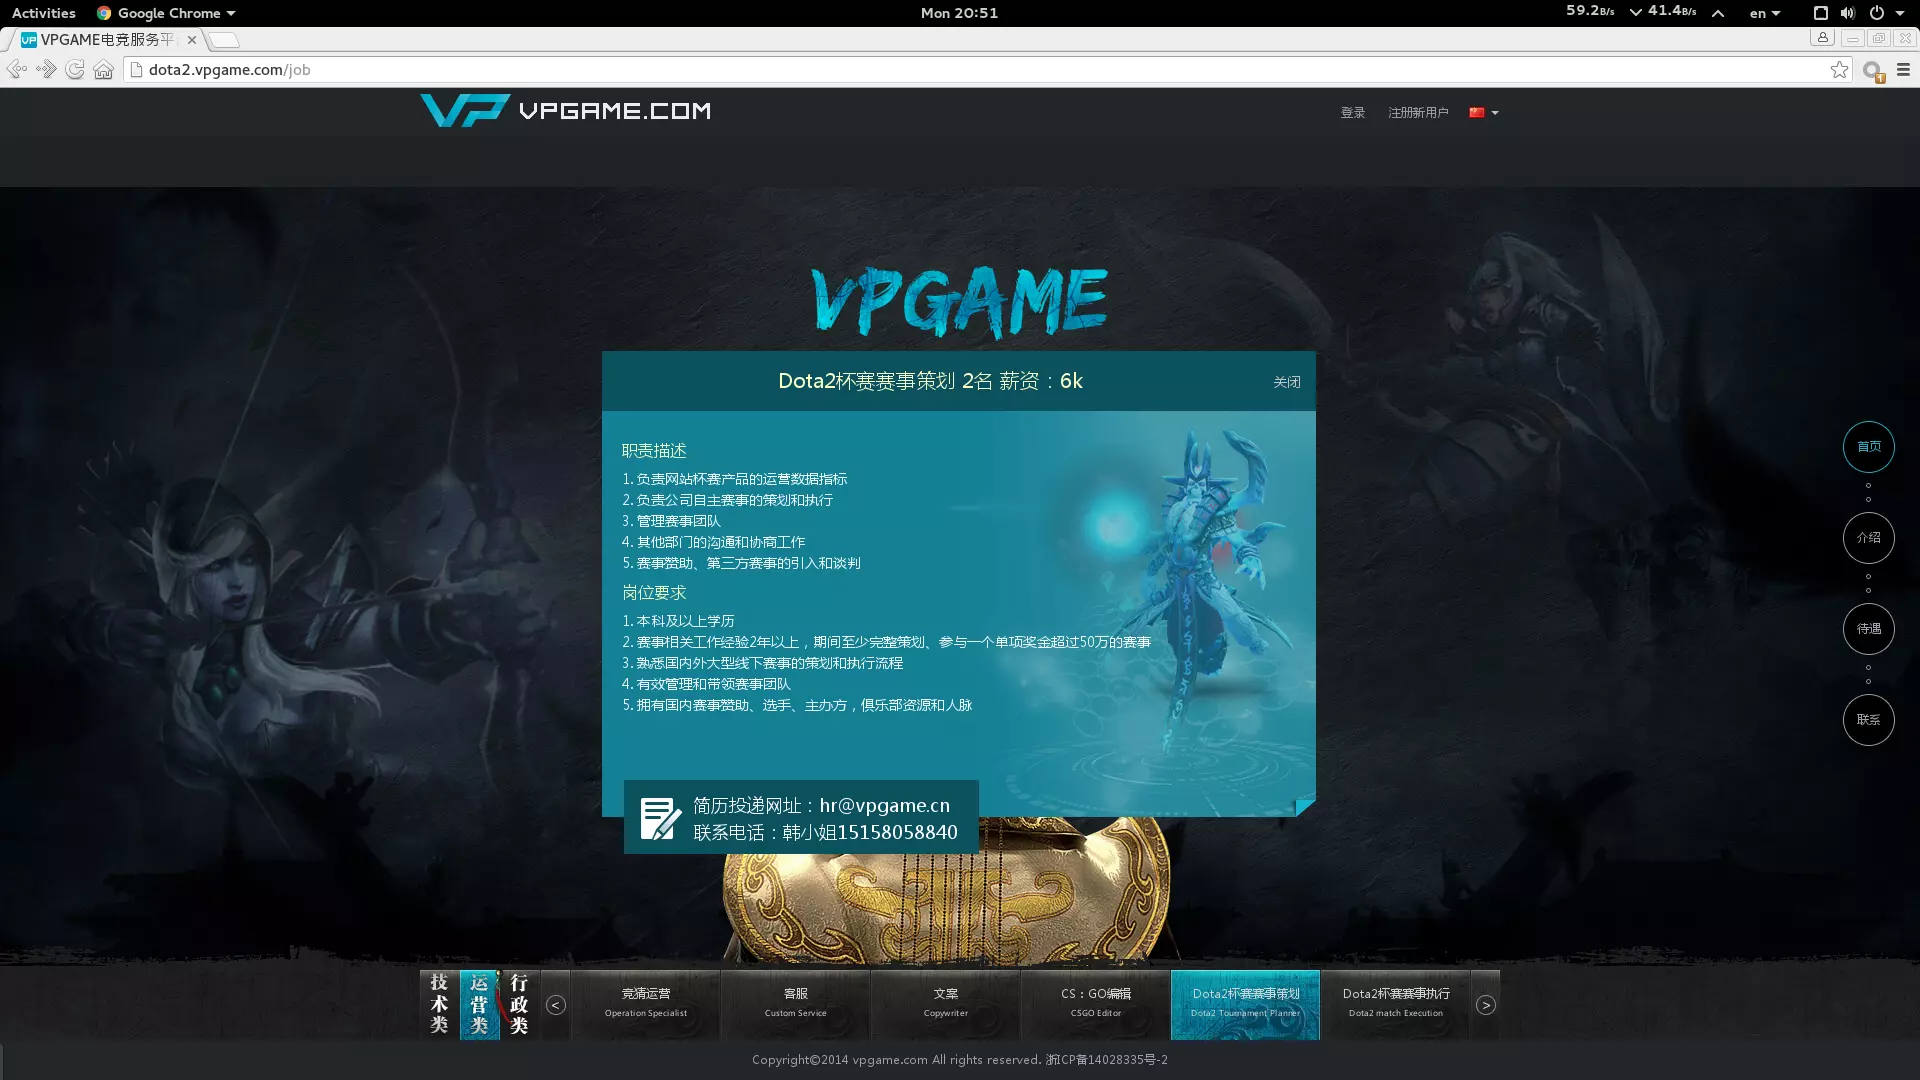 Activities Google Chrome Mon 20:51 59.2B/s 41.4B/s en
VPGAME电竞服务平
dota2.vpgame.com/job
VP VPGAME.COM 登录 注册新用户
VPGAME
Dota2杯赛赛事策划 2名 薪资：6k 关闭
职责描述
1. 负责网站杯赛产品的运营数据指标
2. 负责公司自主赛事的策划和执行
3. 管理赛事团队
4. 其他部门的沟通和协商工作
5. 赛事赞助、第三方赛事的引入和谈判
岗位要求
1. 本科及以上学历
2. 赛事相关工作经验2年以上，期间至少完整策划、参与一个单项奖金超过50万的赛事
3. 熟悉国内外大型线下赛事的策划和执行流程
4. 有效管理和带领赛事团队
5. 拥有国内赛事赞助、选手、主办方，俱乐部资源和人脉
简历投递网址：hr@vpgame.cn
联系电话：韩小姐15158058840
首页
介绍
待遇
联系
技术类
运营类
行政类
<
竞猜运营
Operation Specialist
客服
Custom Service
文案
Copywriter
CS：GO编辑
CSGO Editor
Dota2杯赛赛事策划
Dota2 Tournament Planner
Dota2杯赛赛事执行
Dota2 match Execution
>
Copyright©2014 vpgame.com All rights reserved. 浙ICP备14028335号-2